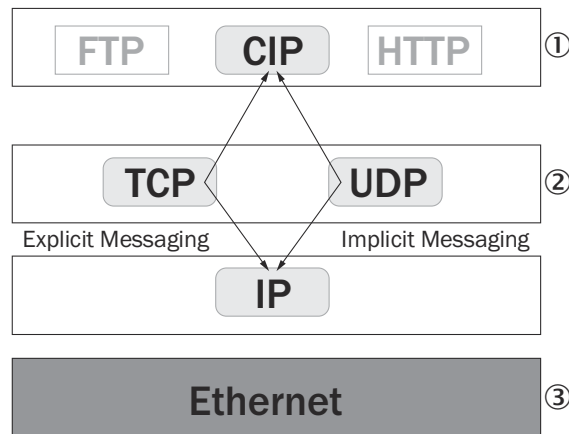 FTP CIP HTTP ①
TCP UDP ②
Explicit Messaging Implicit Messaging
IP
Ethernet ③